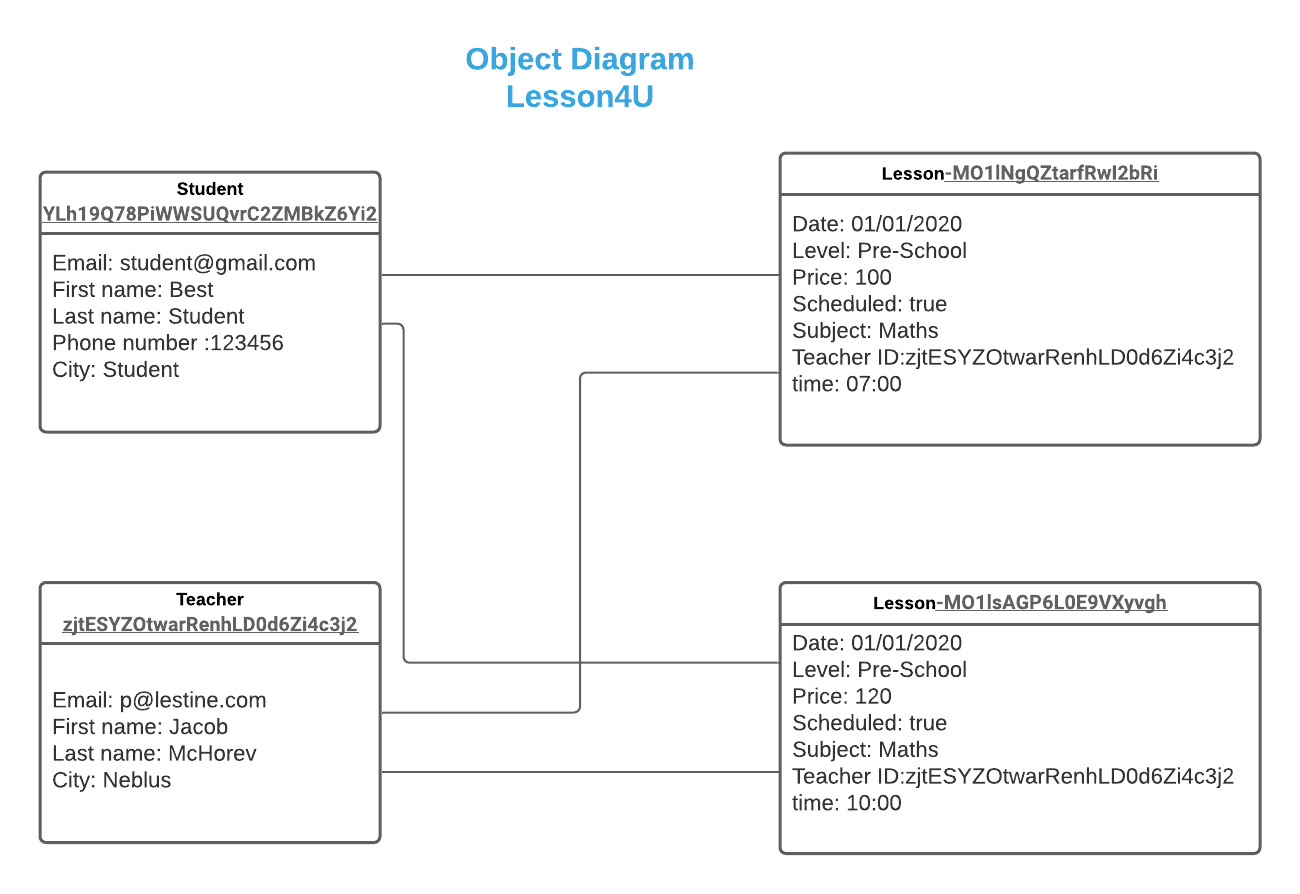 Object Diagram
Lesson4U
Student
YLh19Q78PiWWSUQvrC2ZMBkZ6Yi2
Email: student@gmail.com
First name: Best
Last name: Student
Phone number :123456
City: Student
Lesson-MO1lNgQZtarfRwI2bRi
Date: 01/01/2020
Level: Pre-School
Price: 100
Scheduled: true
Subject: Maths
Teacher ID:zjtESYZOtwarRenhLD0d6Zi4c3j2
time: 07:00
Teacher
zjtESYZOtwarRenhLD0d6Zi4c3j2
Email: p@lestine.com
First name: Jacob
Last name: McHorev
City: Neblus
Lesson-MO1lsAGP6L0E9VXyvgh
Date: 01/01/2020
Level: Pre-School
Price: 120
Scheduled: true
Subject: Maths
Teacher ID:zjtESYZOtwarRenhLD0d6Zi4c3j2
time: 10:00